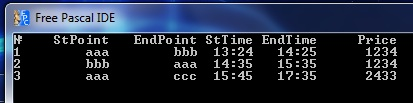 Free Pascal IDE
№ StPoint EndPoint StTime EndTime Price
1 aaa bbb 13:24 14:25 1234
2 bbb aaa 14:35 15:35 1234
3 aaa ccc 15:45 17:35 2433